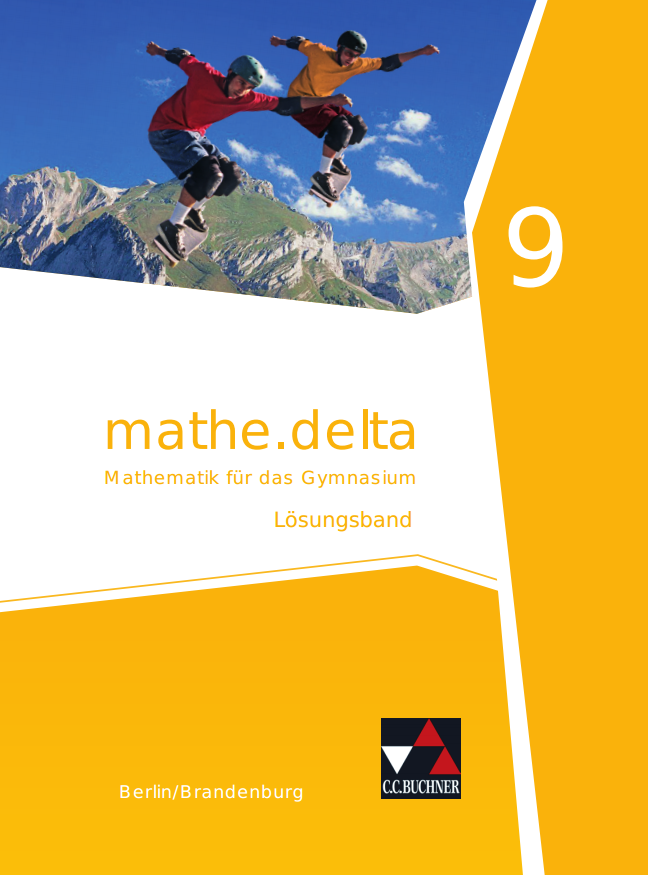 9
mathe.delta
Mathematik für das Gymnasium
Lösungsband
Berlin/Brandenburg
C.C.BUCHNER